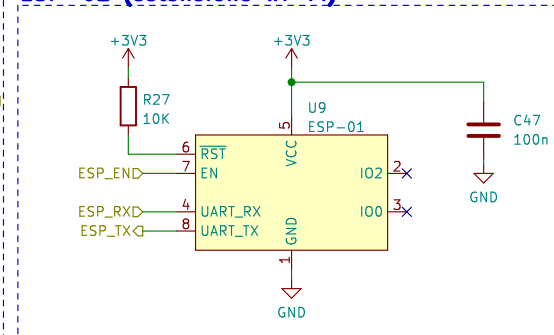 +3V3
+3V3
R27
10K
U9
ESP-01
C47
100n
5
VCC
6
RST
7
EN
ESP_EN
IO2
2
4
UART_RX
ESP_RX
IO0
3
8
UART_TX
ESP_TX
GND
1
GND
GND